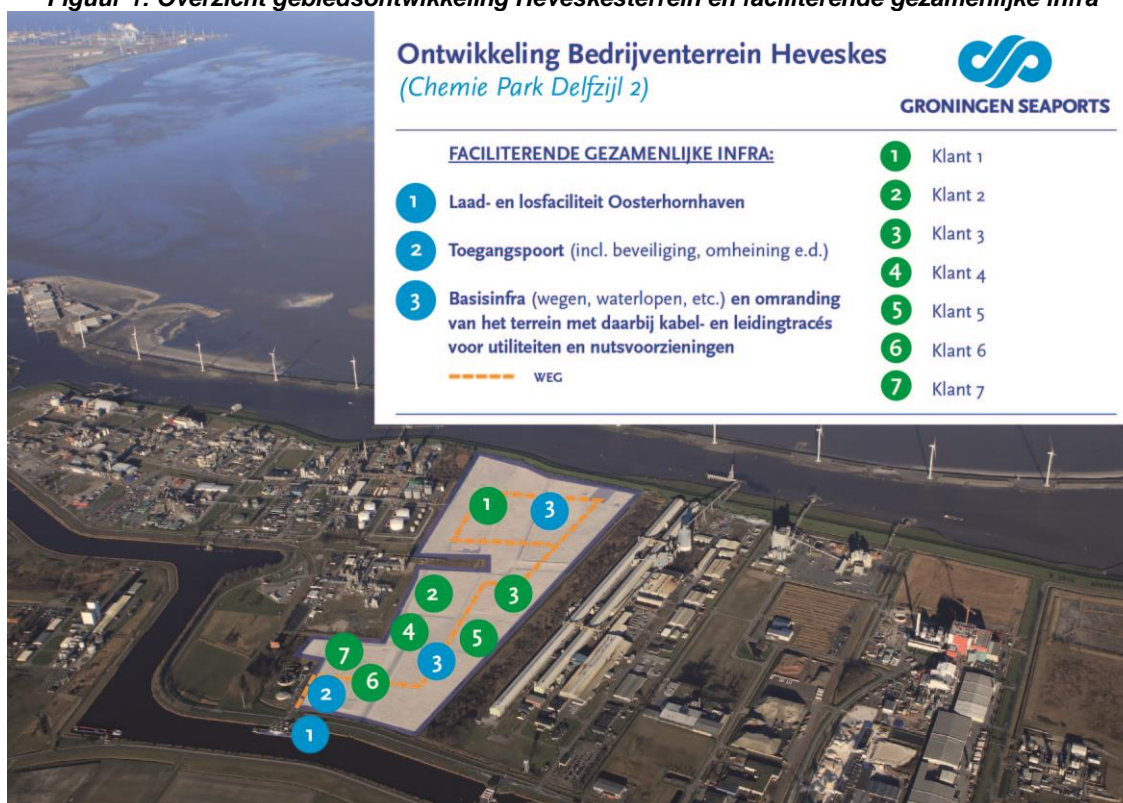 Figuur 1: Overzicht gebiedsontwikkeling Heveskesterrein en faciliterende gezamenlijke infra
Ontwikkeling Bedrijventerrein Heveskes
(Chemie Park Delfzijl 2)
GRONINGEN SEAPORTS
FACILITERENDE GEZAMENLIJKE INFRA:
1 Laad- en losfaciliteit Oosterhornhaven
2 Toegangspoort (incl. beveiliging, omheining e.d.)
3 Basisinfra (wegen, waterlopen, etc.) en omranding
van het terrein met daarbij kabel- en leidingtracés
voor utiliteiten en nutsvoorzieningen
WEG
1 Klant 1
2 Klant 2
3 Klant 3
4 Klant 4
5 Klant 5
6 Klant 6
7 Klant 7
1
3
2
3
4
5
7
3
6
2
1